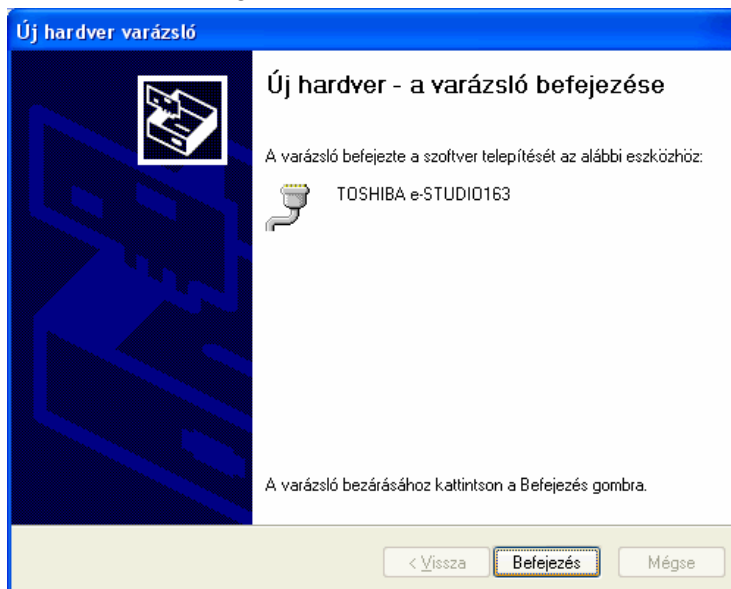 Új hardver varázsló
Új hardver - a varázsló befejezése
A varázsló befejezte a szoftver telepítését az alábbi eszközhöz:
TOSHIBA e-STUDIO163
A varázsló bezárásához kattintson a Befejezés gombra.
< Vissza Befejezés Mégse